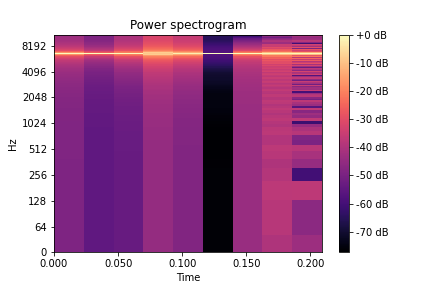 Power spectrogram
8192
4096
2048
1024
512
256
128
64
0
Hz
0.000 0.050 0.100 0.150 0.200
Time
+0 dB
-10 dB
-20 dB
-30 dB
-40 dB
-50 dB
-60 dB
-70 dB